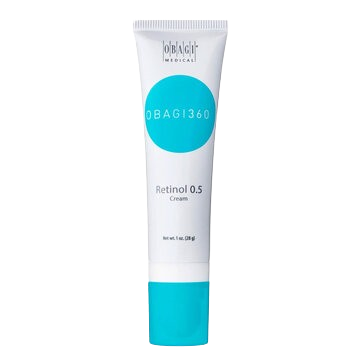 OBAGI®
MEDICAL
OBAGI360
Retinol 0.5
Cream
Net wt. 1 oz. (28 g)